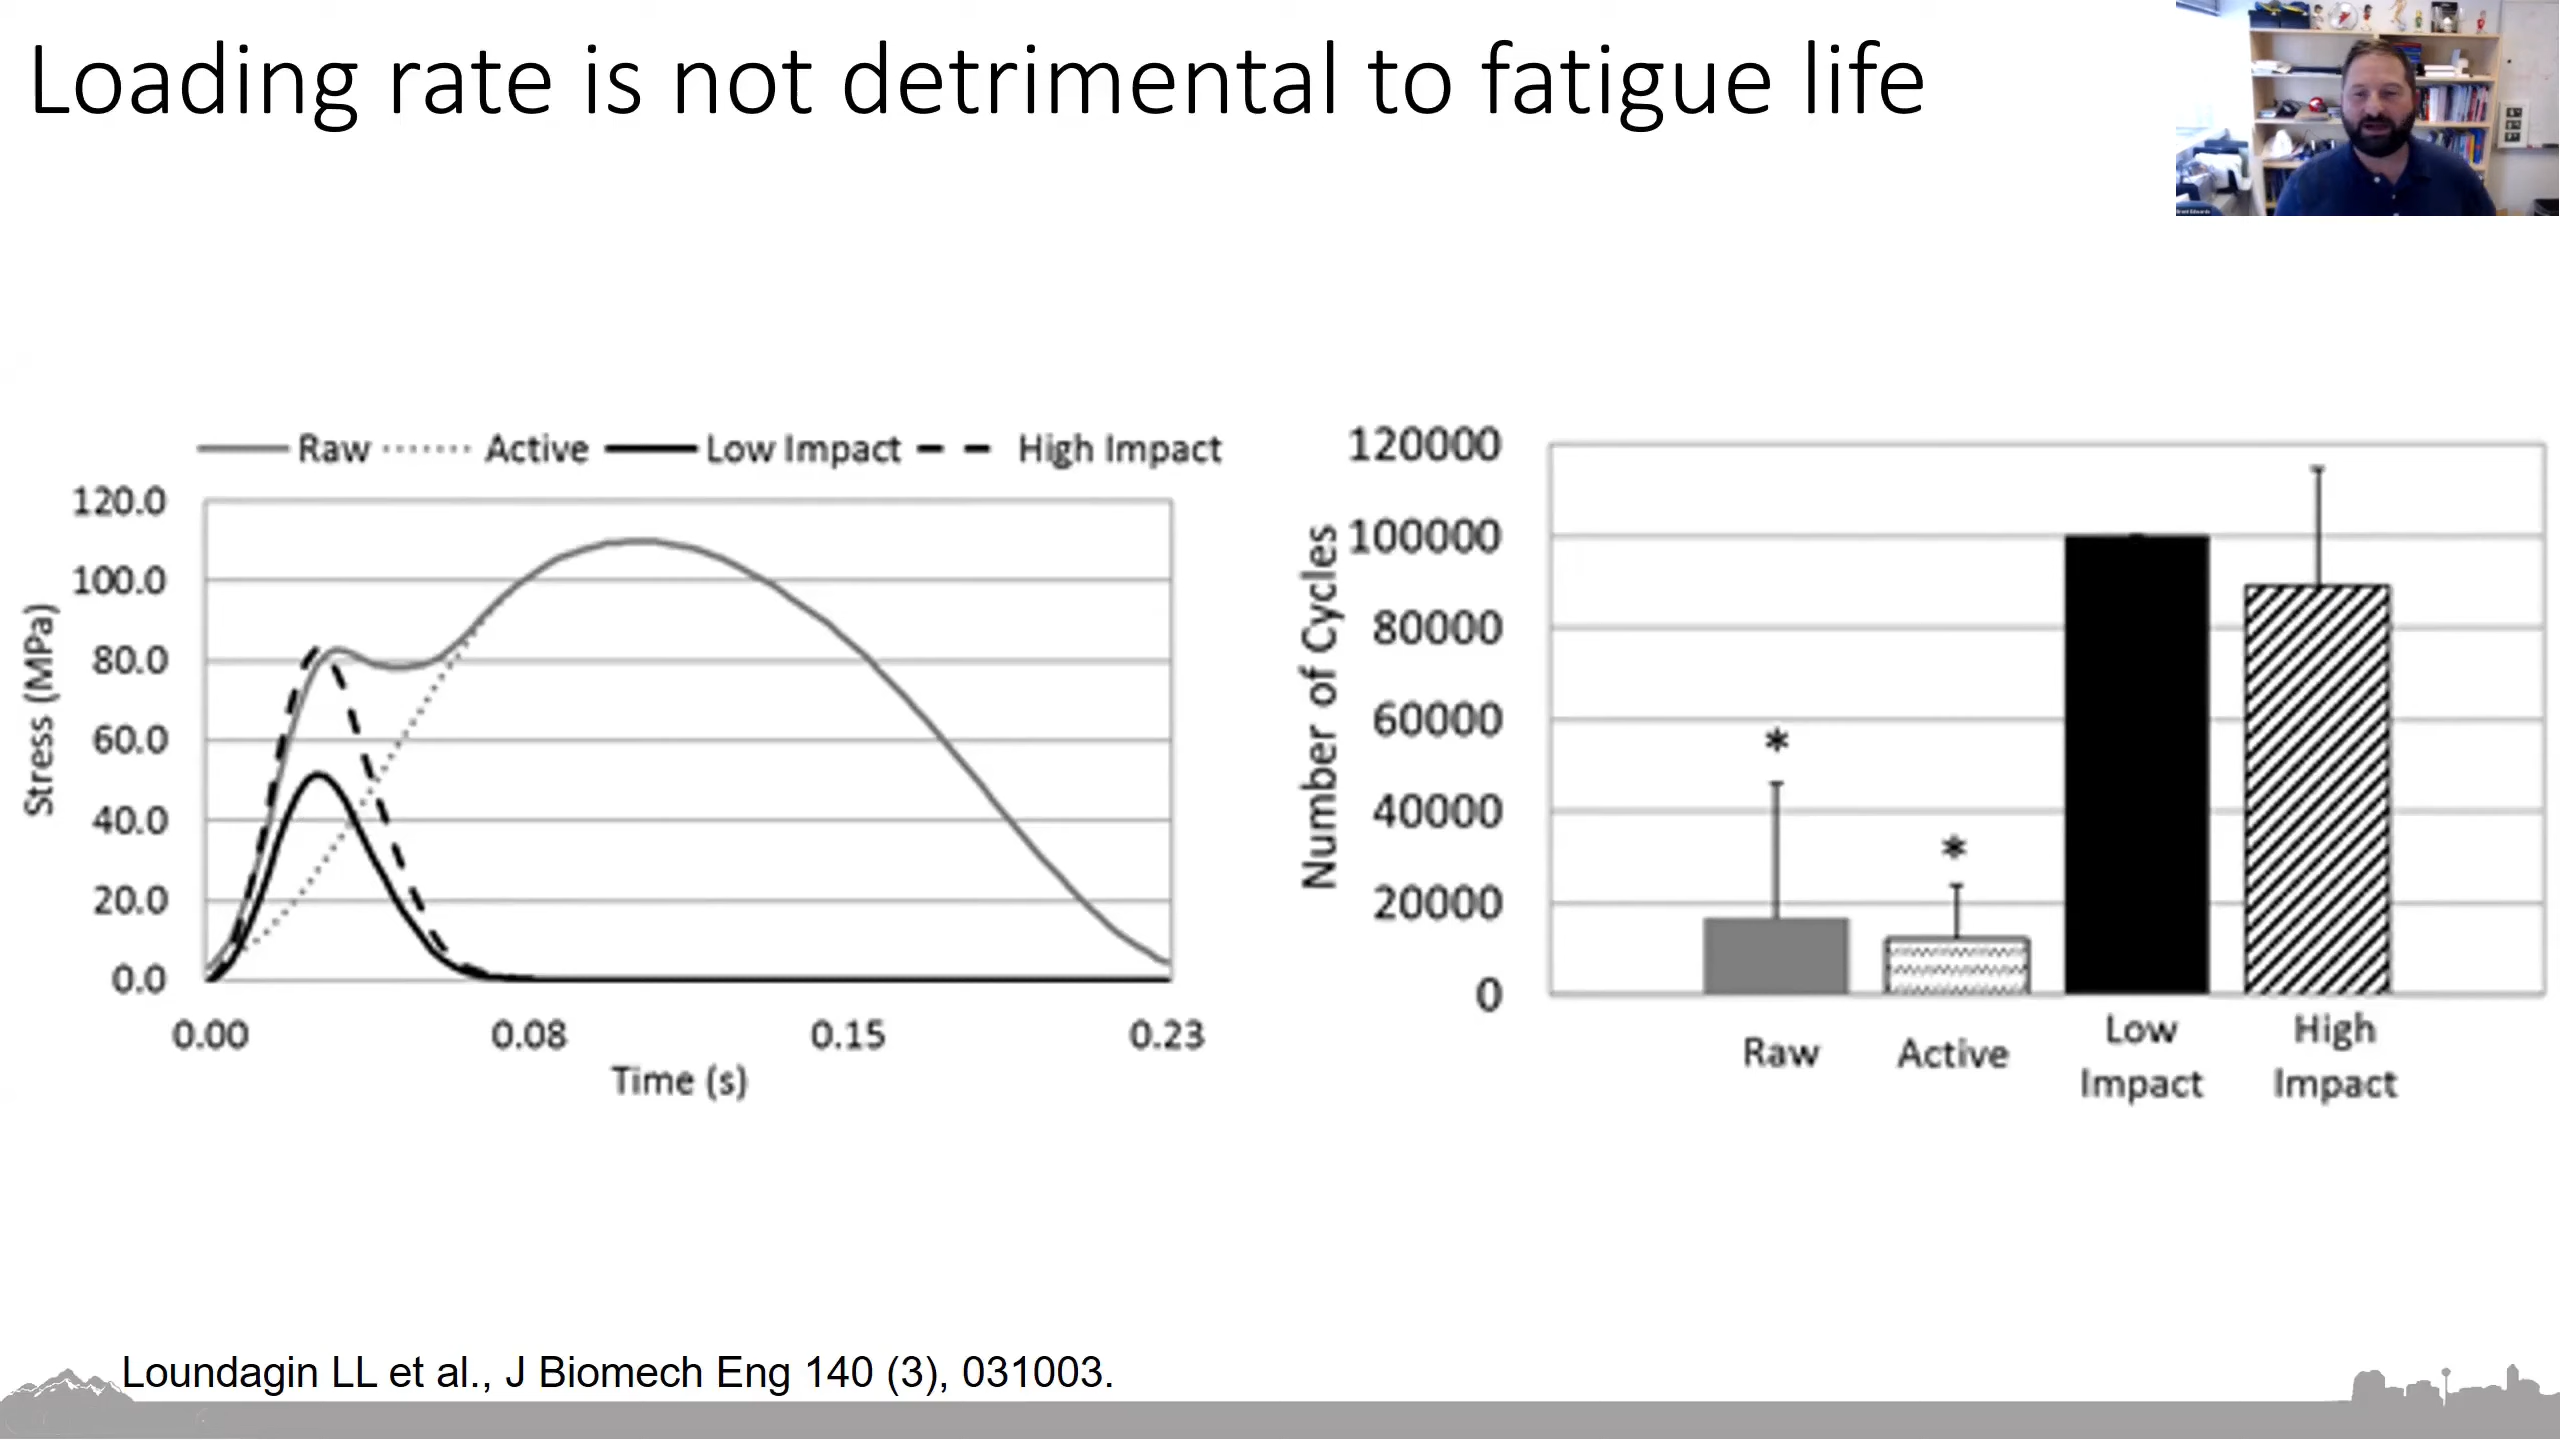 Loading rate is not detrimental to fatigue life
Raw Active Low Impact High Impact
120.0
100.0
80.0
60.0
40.0
20.0
0.0
Stress (MPa)
0.00 0.08 0.15 0.23
Time (s)
120000
100000
80000
60000
40000
20000
0
Number of Cycles
*
*
Raw Active Low Impact High Impact
Loundagin LL et al., J Biomech Eng 140 (3), 031003.